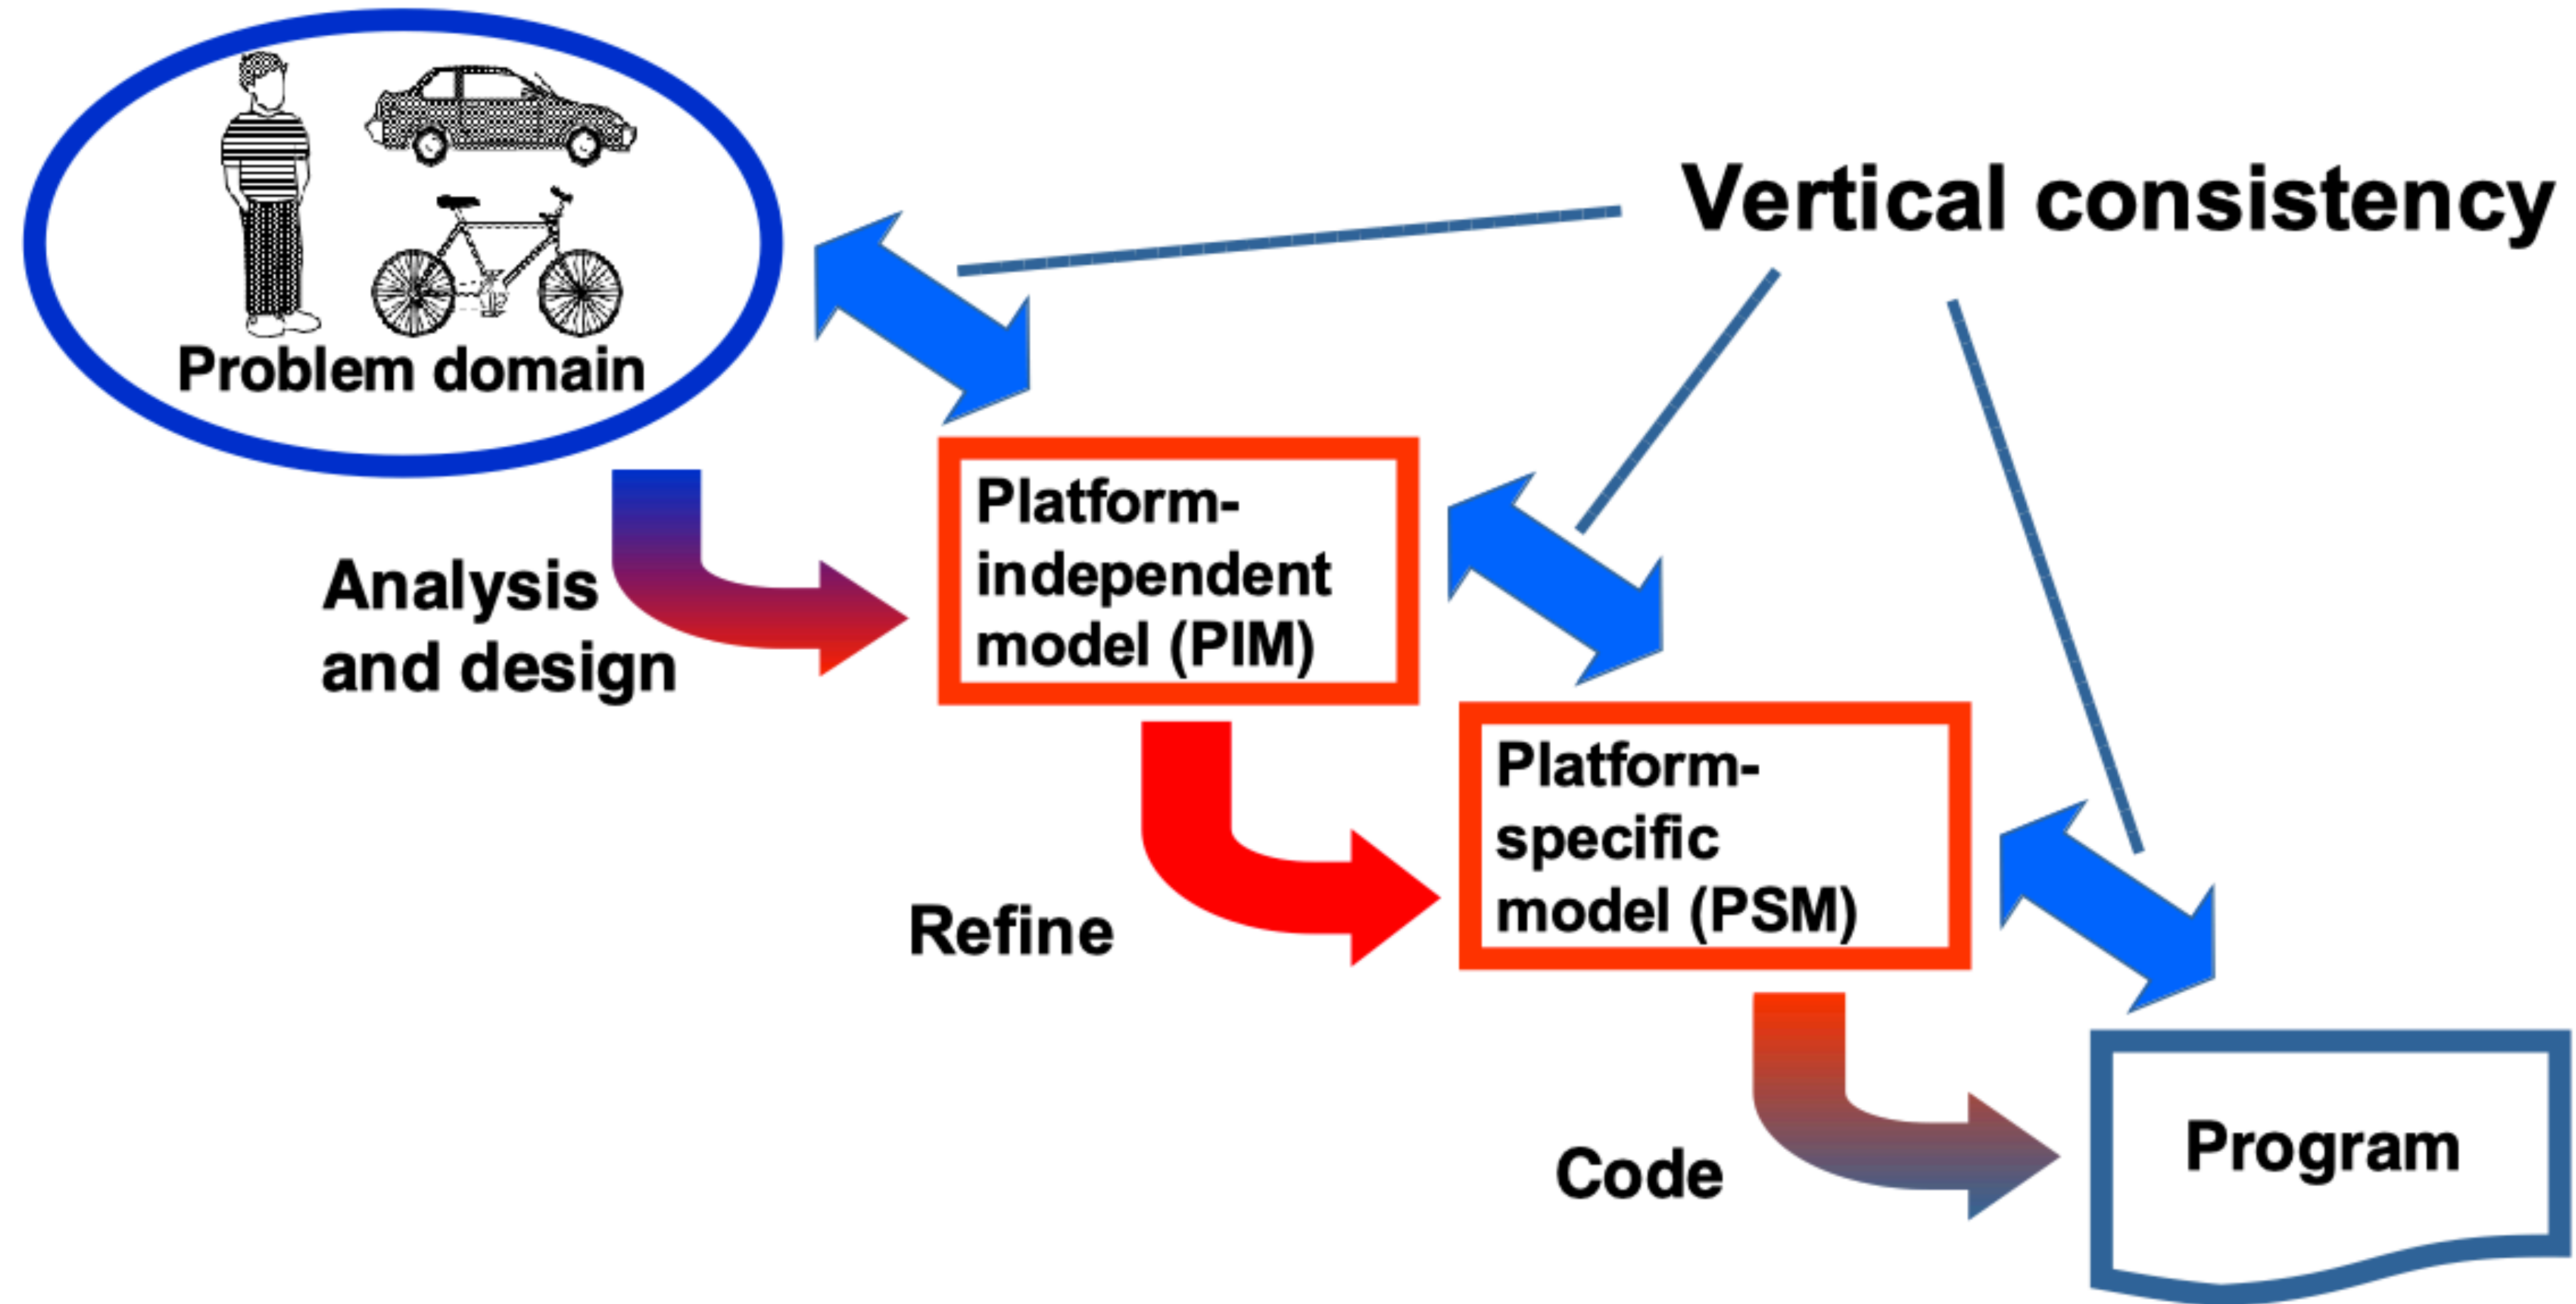 Problem domain
Vertical consistency
Analysis
and design
Platform-
independent
model (PIM)
Refine
Platform-
specific
model (PSM)
Code
Program